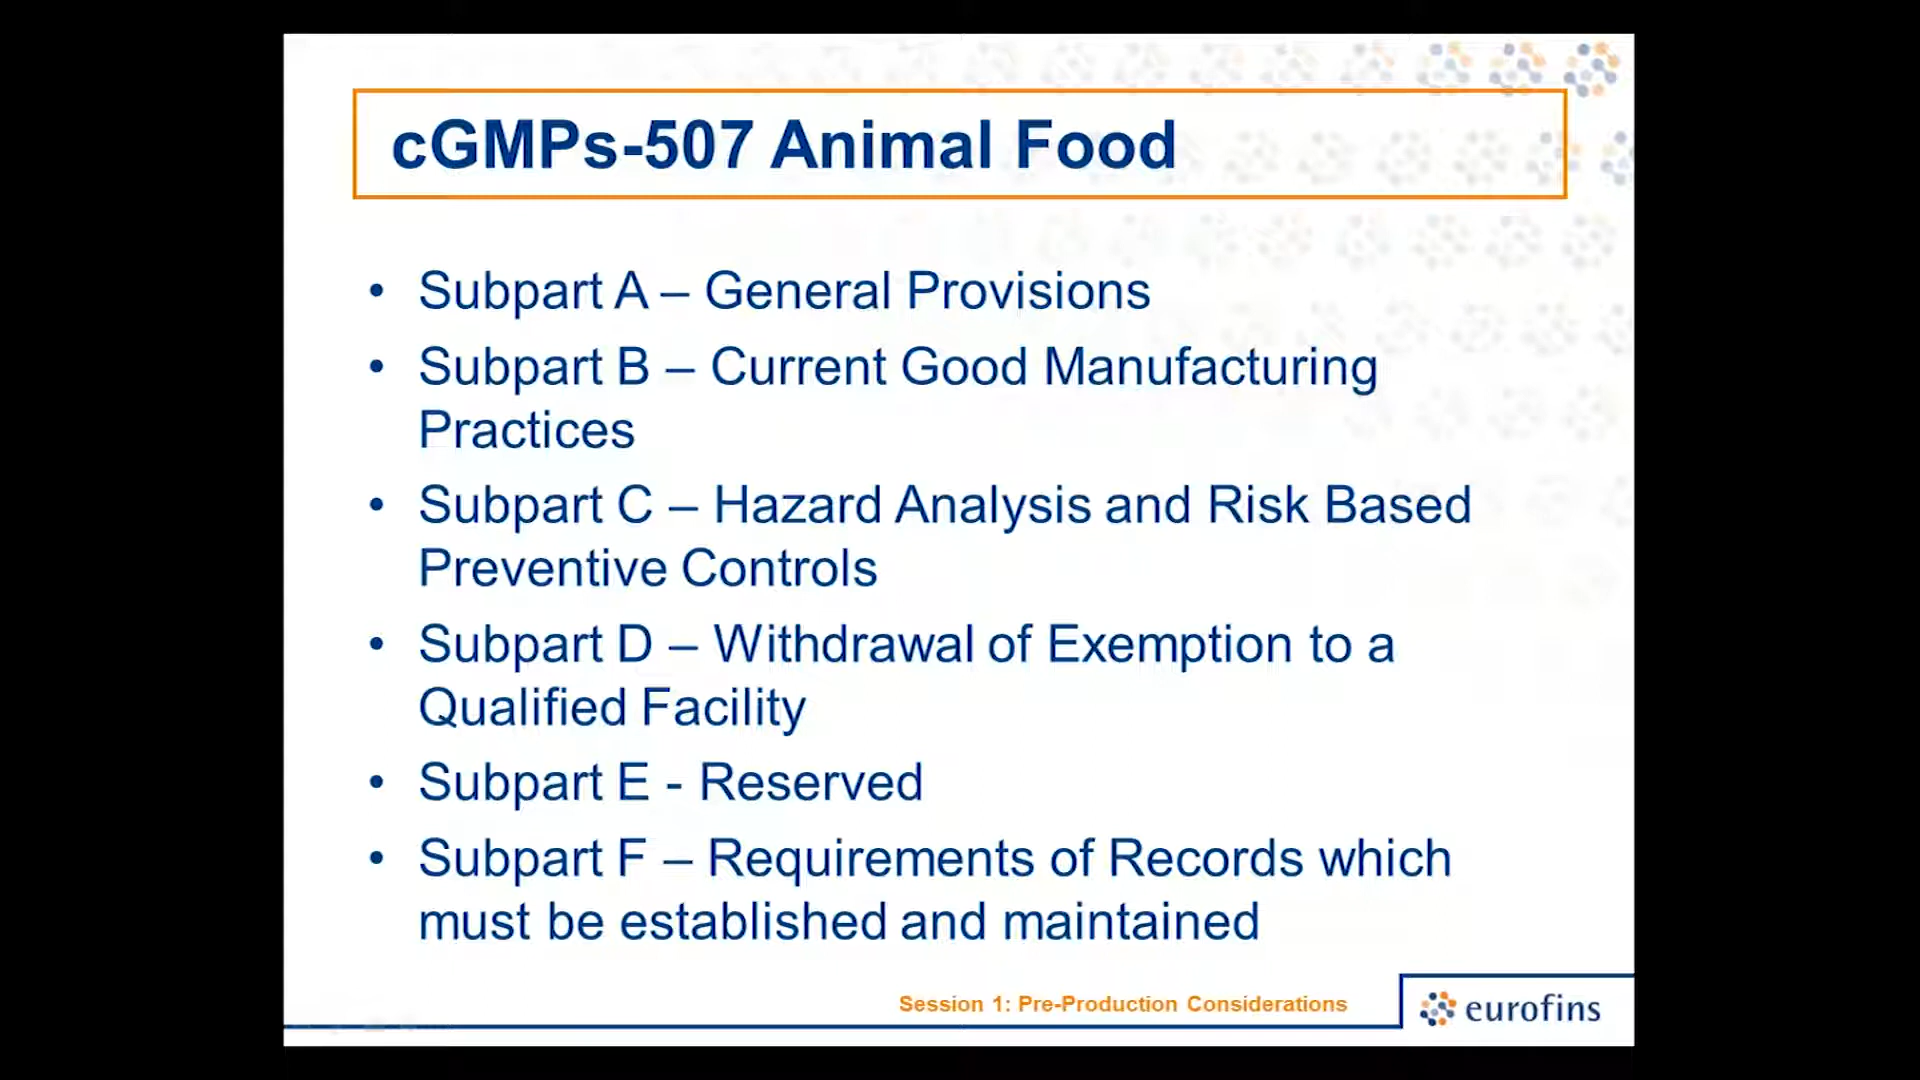 cGMPs-507 Animal Food
• Subpart A – General Provisions
• Subpart B – Current Good Manufacturing
Practices
• Subpart C – Hazard Analysis and Risk Based
Preventive Controls
• Subpart D – Withdrawal of Exemption to a
Qualified Facility
• Subpart E - Reserved
• Subpart F – Requirements of Records which
must be established and maintained
Session 1: Pre-Production Considerations
eurofins